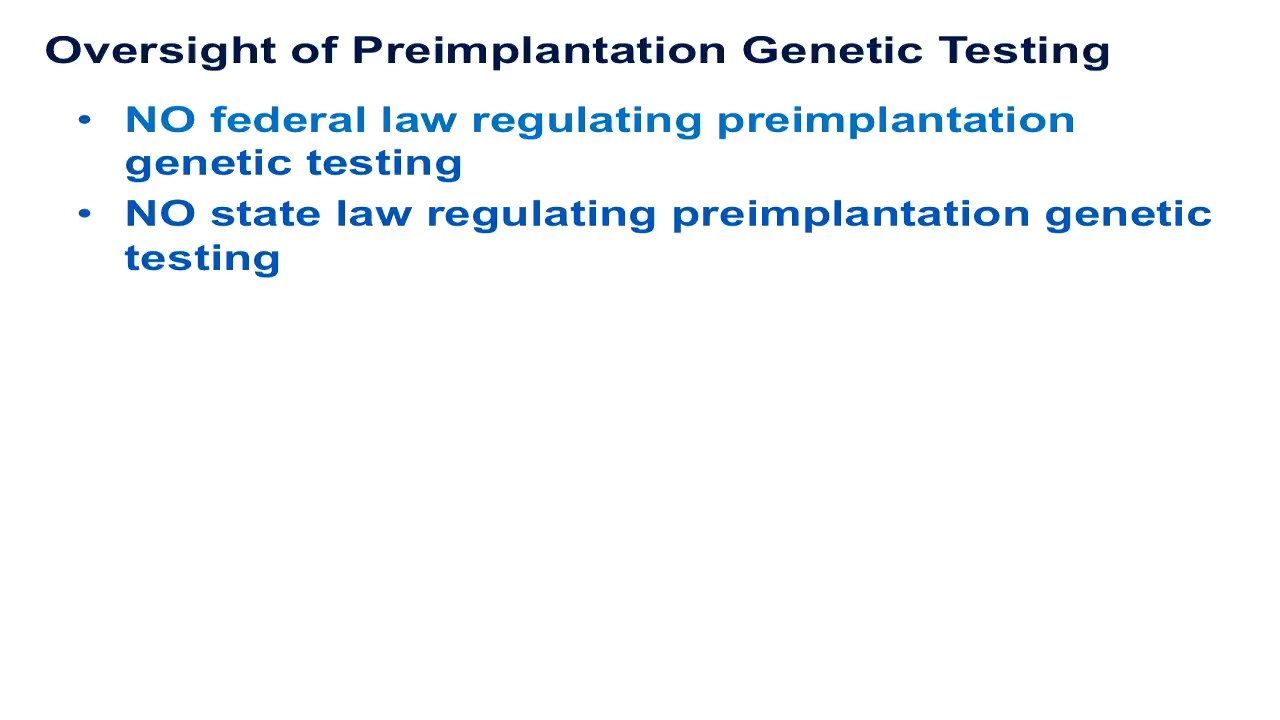 Oversight of Preimplantation Genetic Testing
• NO federal law regulating preimplantation
genetic testing
• NO state law regulating preimplantation genetic
testing